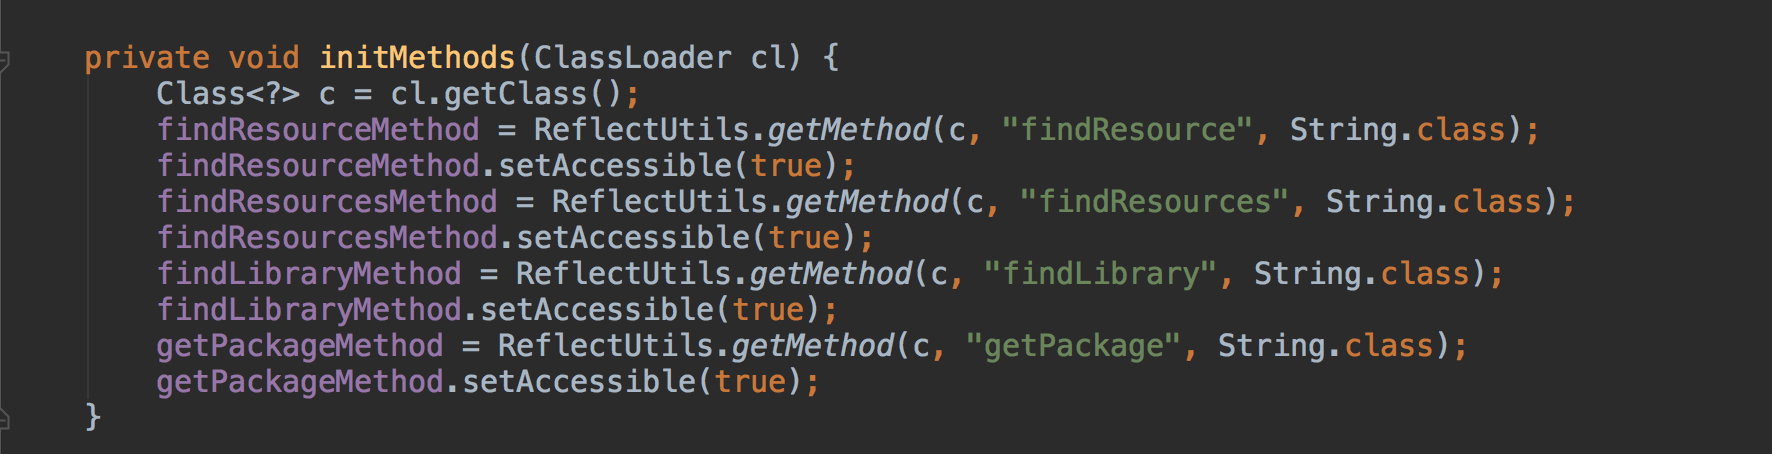 private void initMethods(ClassLoader cl) {
Class<?> c = cl.getClass();
findResourceMethod = ReflectUtils.getMethod(c, "findResource", String.class);
findResourceMethod.setAccessible(true);
findResourcesMethod = ReflectUtils.getMethod(c, "findResources", String.class);
findResourcesMethod.setAccessible(true);
findLibraryMethod = ReflectUtils.getMethod(c, "findLibrary", String.class);
findLibraryMethod.setAccessible(true);
getPackageMethod = ReflectUtils.getMethod(c, "getPackage", String.class);
getPackageMethod.setAccessible(true);
}